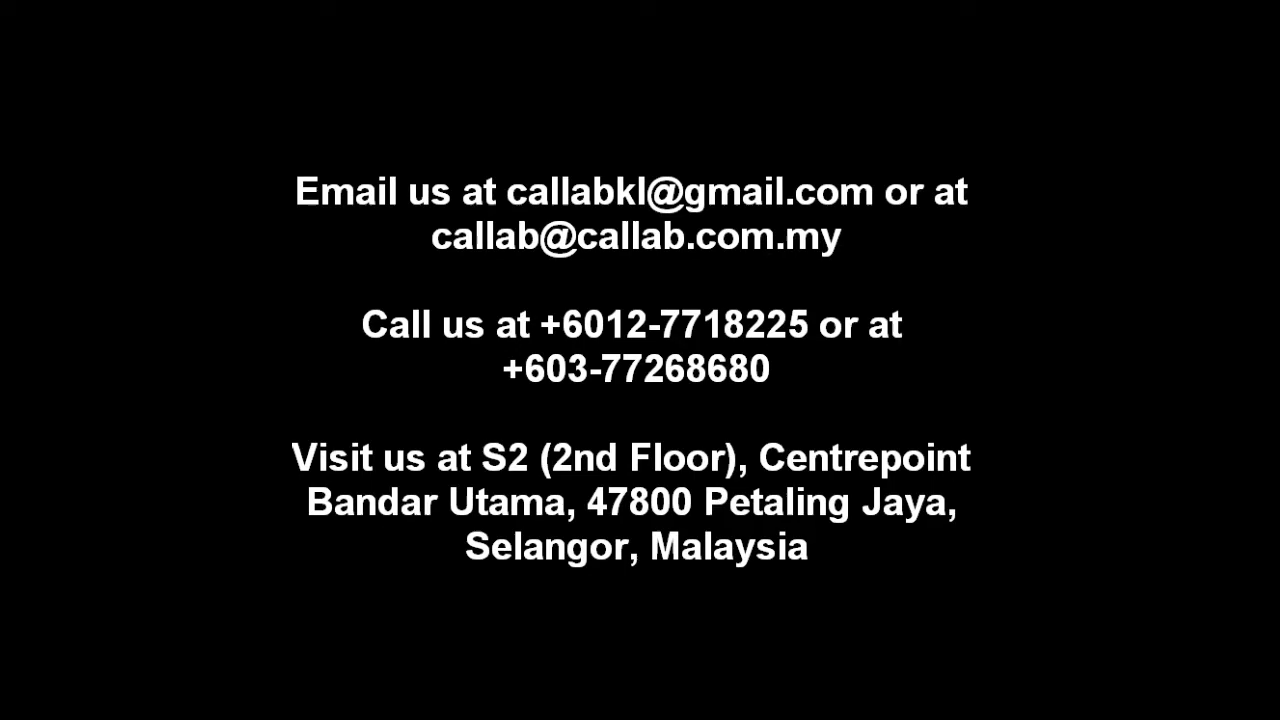 Email us at callabkl@gmail.com or at
callab@callab.com.my
Call us at +6012-7718225 or at
+603-77268680
Visit us at S2 (2nd Floor), Centrepoint
Bandar Utama, 47800 Petaling Jaya,
Selangor, Malaysia